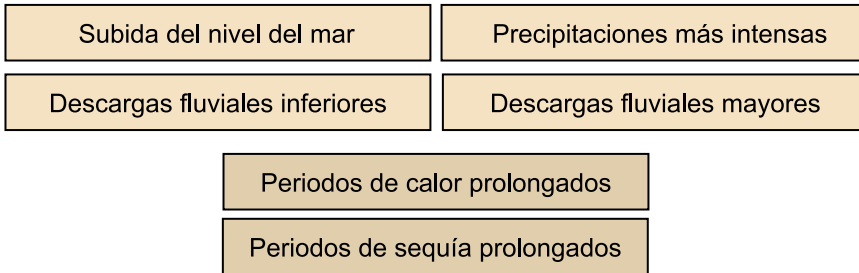 Subida del nivel del mar
Precipitaciones más intensas
Descargas fluviales inferiores
Descargas fluviales mayores
Periodos de calor prolongados
Periodos de sequía prolongados